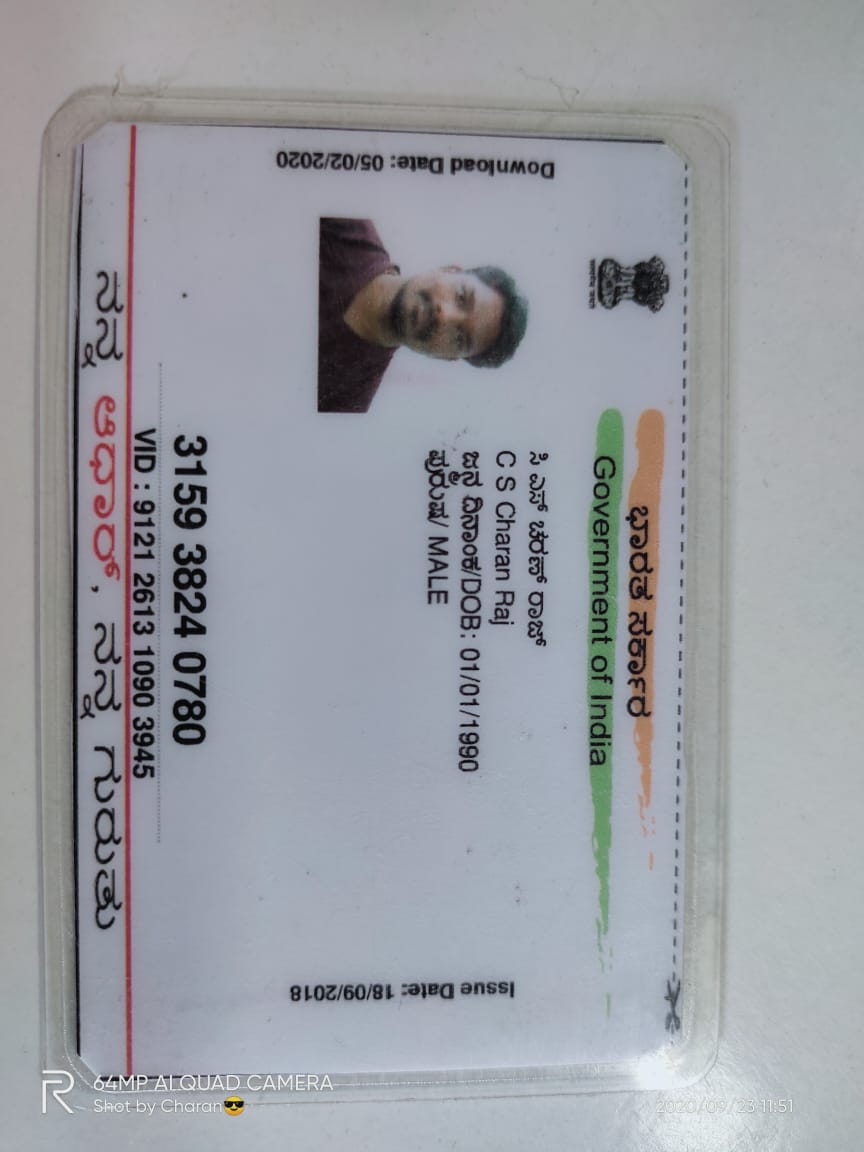 ಭಾರತ ಸರ್ಕಾರ
Government of India
Download Date: 05/02/2020
ಸಿ ಎಸ್ ಚರಣ್ ರಾಜ್
C S Charan Raj
ಜನ್ಮ ದಿನಾಂಕ/DOB: 01/01/1990
ಪುರುಷ/ MALE
Issue Date: 18/09/2018
3159 3824 0780
VID : 9121 2613 1090 3945
ನನ್ನ ಆಧಾರ್, ನನ್ನ ಗುರುತು
64MP ALQUAD CAMERA
Shot by Charan😎
2020/09/23 11:51